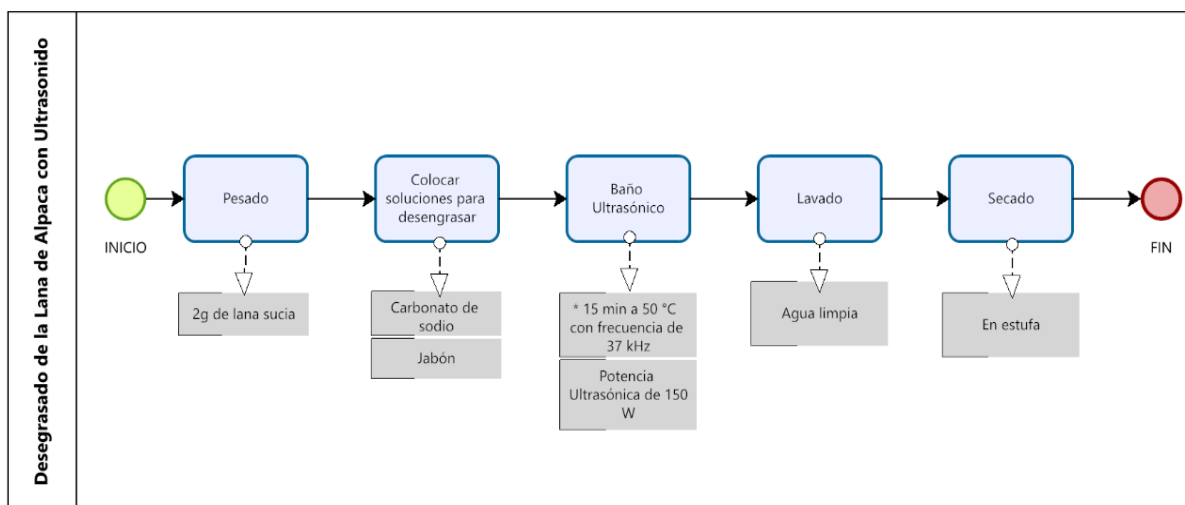 Desegrasado de la Lana de Alpaca con Ultrasonido
INICIO
Pesado
2g de lana sucia
Colocar
soluciones para
desengrasar
Carbonato de
sodio
Jabón
Baño
Ultrasónico
* 15 min a 50 °C
con frecuencia de
37 kHz
Potencia
Ultrasónica de 150
W
Lavado
Agua limpia
Secado
En estufa
FIN